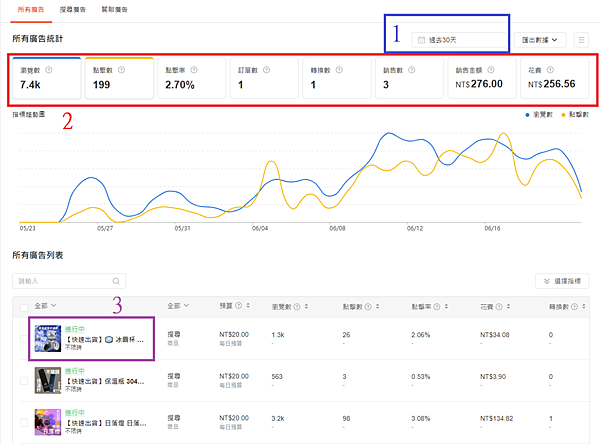 所有廣告 搜尋廣告 關聯廣告
所有廣告統計
1
過去30天
匯出數據
瀏覽數 點擊數 點擊率 訂單數 轉換數 銷售數 銷售金額 花費
7.4k 199 2.70% 1 1 3 NT$276.00 NT$256.56
指標趨勢圖
2
瀏覽數 點擊數
05/23 05/27 05/31 06/04 06/08 06/12 06/16
所有廣告列表
請輸入
選擇指標
3
全部 全部 預算 瀏覽數 點擊數 點擊率 花費 轉換數
進行中
【快速出貨】 冰霸杯 ...
不限時
搜尋 NT$20.00 1.3k 26 2.06% NT$34.08 0
商品 每日預算 - - - - -
進行中
【快速出貨】保溫瓶 304...
不限時
搜尋 NT$20.00 563 3 0.53% NT$3.90 0
商品 每日預算 - - - - -
進行中
【快速出貨】日落燈 日落...
不限時
搜尋 NT$20.00 3.2k 98 3.08% NT$134.82 1
商品 每日預算 - - - - -